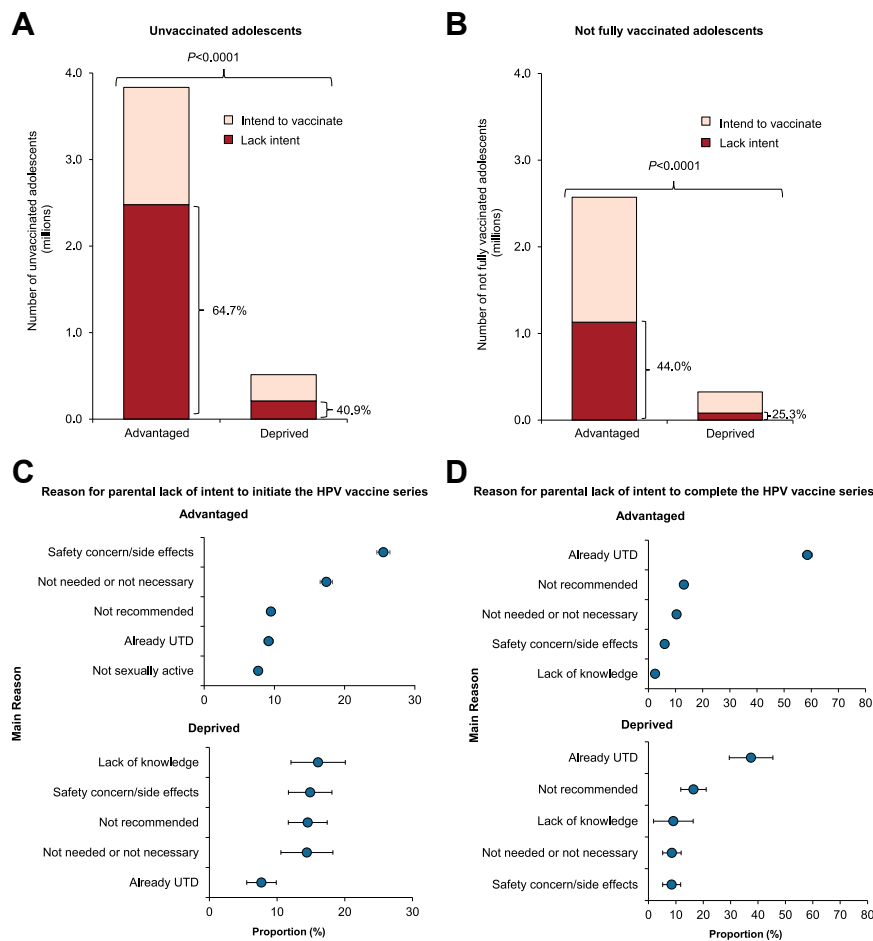 A
Unvaccinated adolescents
P<0.0001
4.0
3.0
2.0
1.0
0.0
Number of unvaccinated adolescents
(millions)
Intend to vaccinate
Lack intent
64.7%
40.9%
Advantaged
Deprived
B
Not fully vaccinated adolescents
P<0.0001
4.0
3.0
2.0
1.0
0.0
Number of not fully vaccinated adolescents
(millions)
Intend to vaccinate
Lack intent
44.0%
25.3%
Advantaged
Deprived
C
Reason for parental lack of intent to initiate the HPV vaccine series
Advantaged
Safety concern/side effects
Not needed or not necessary
Not recommended
Already UTD
Not sexually active
0 10 20 30
Main Reason
Deprived
Lack of knowledge
Safety concern/side effects
Not recommended
Not needed or not necessary
Already UTD
0 10 20 30
Proportion (%)
D
Reason for parental lack of intent to complete the HPV vaccine series
Advantaged
Already UTD
Not recommended
Not needed or not necessary
Safety concern/side effects
Lack of knowledge
0 10 20 30 40 50 60 70 80
Main Reason
Deprived
Already UTD
Not recommended
Lack of knowledge
Not needed or not necessary
Safety concern/side effects
0 10 20 30 40 50 60 70 80
Proportion (%)